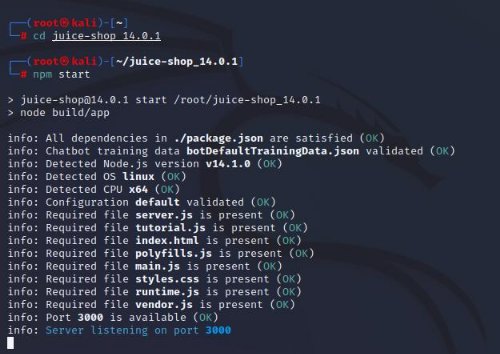 ┌──(root㉿kali)-[~]
└─# cd juice-shop_14.0.1
┌──(root㉿kali)-[~/juice-shop_14.0.1]
└─# npm start
> juice-shop@14.0.1 start /root/juice-shop_14.0.1
> node build/app
info: All dependencies in ./package.json are satisfied (OK)
info: Chatbot training data botDefaultTrainingData.json validated (OK)
info: Detected Node.js version v14.1.0 (OK)
info: Detected OS linux (OK)
info: Detected CPU x64 (OK)
info: Configuration default validated (OK)
info: Required file server.js is present (OK)
info: Required file tutorial.js is present (OK)
info: Required file index.html is present (OK)
info: Required file polyfills.js is present (OK)
info: Required file main.js is present (OK)
info: Required file styles.css is present (OK)
info: Required file runtime.js is present (OK)
info: Required file vendor.js is present (OK)
info: Port 3000 is available (OK)
info: Server listening on port 3000